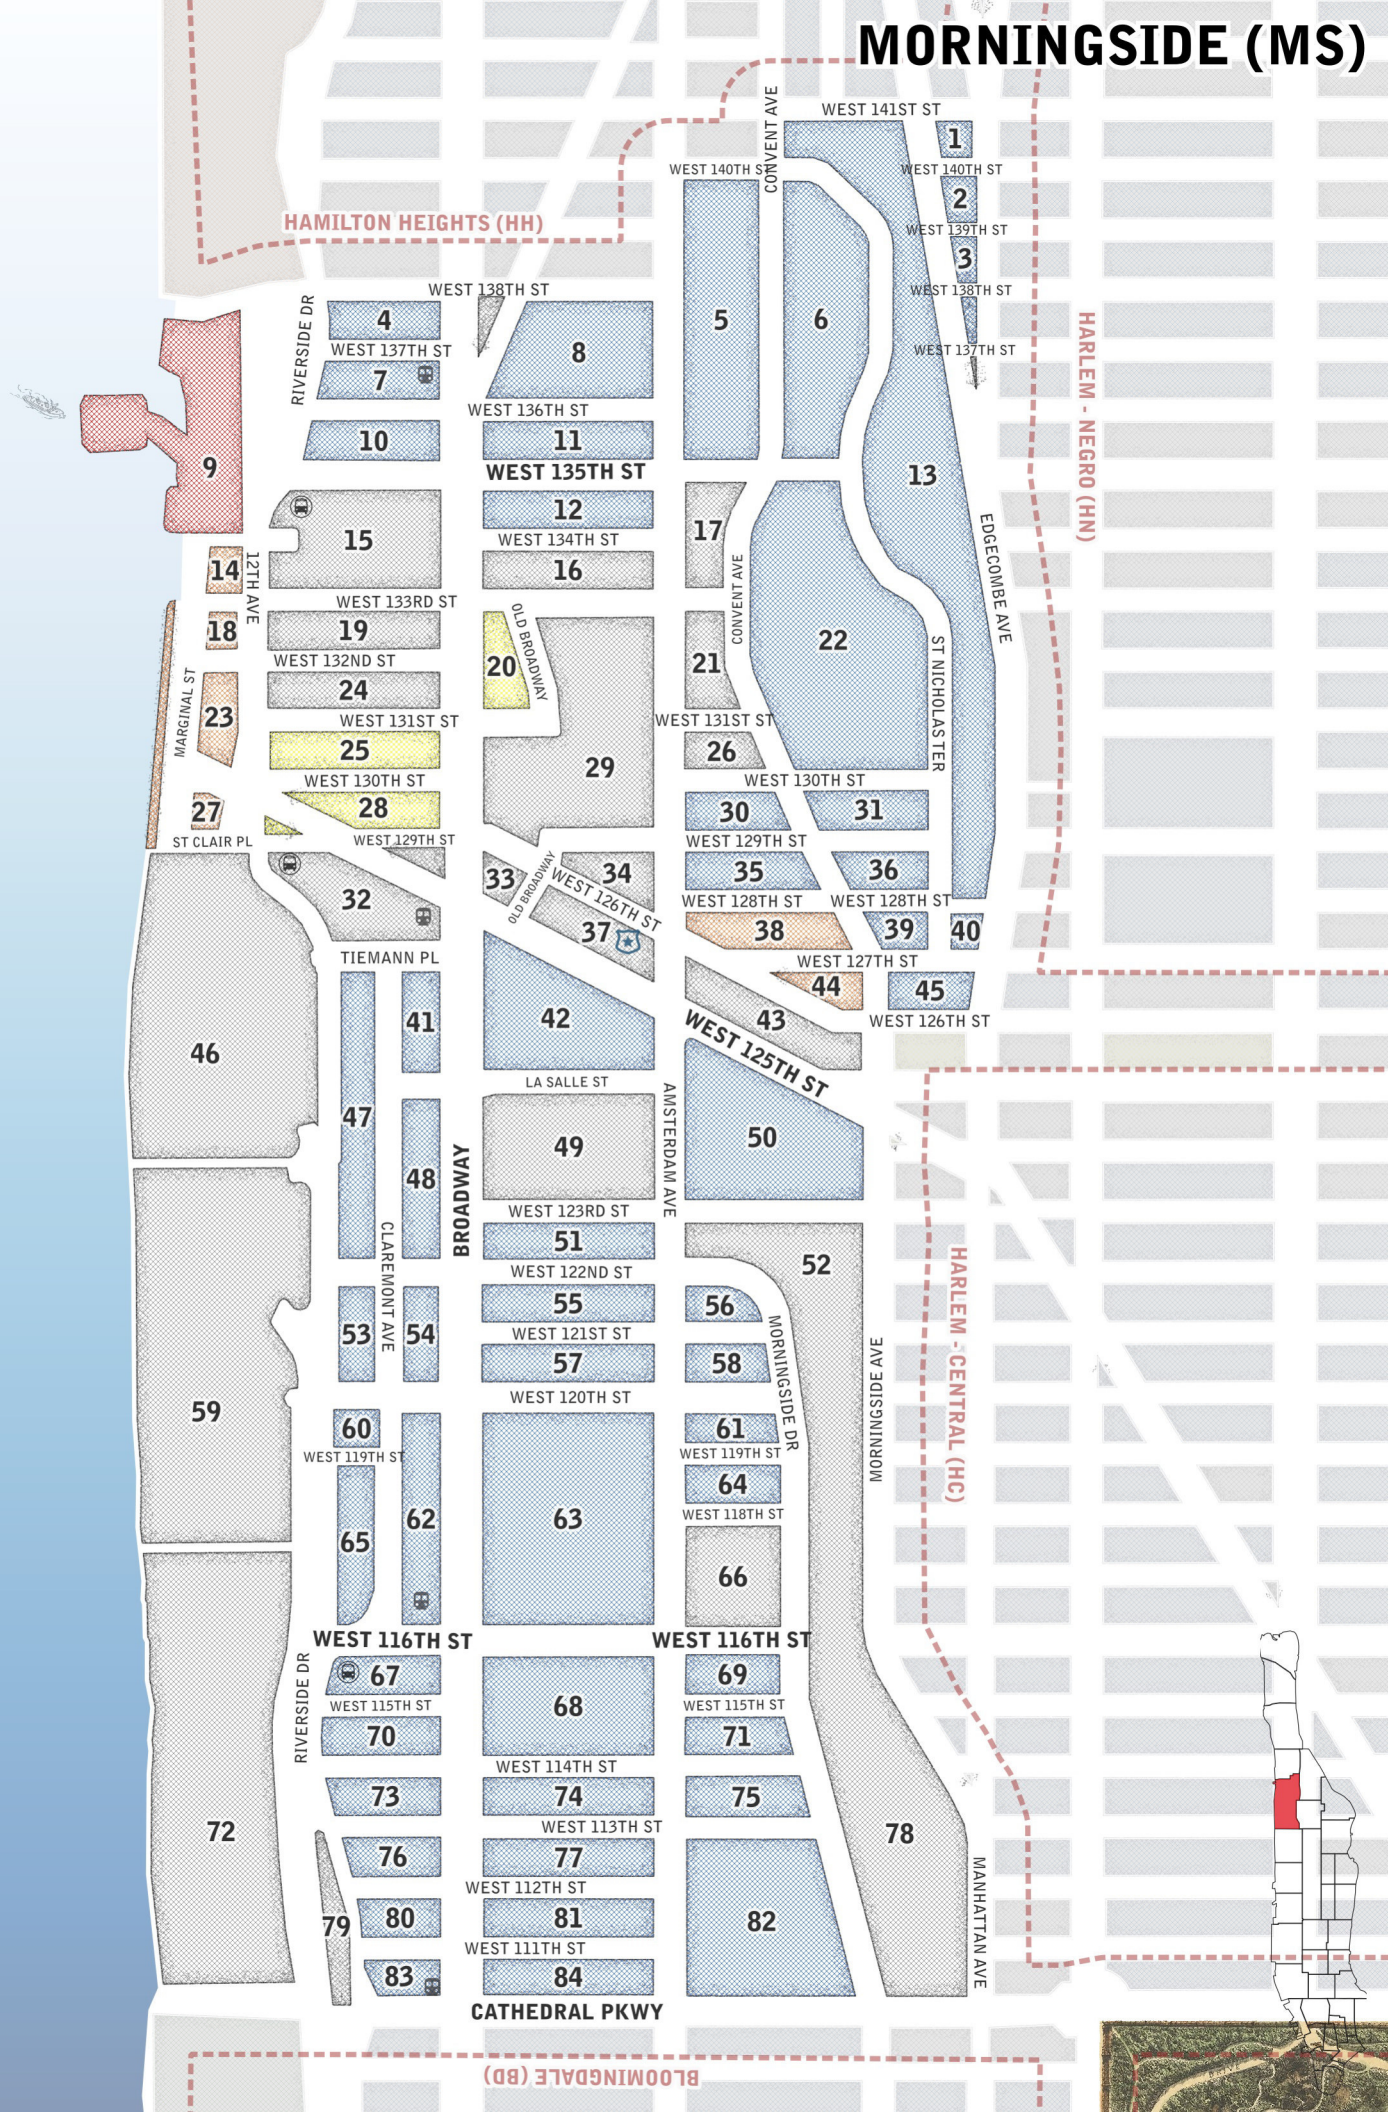 MORNINGSIDE (MS)
WEST 141ST ST
CONVENT AVE
1
WEST 140TH ST
WEST 140TH ST
2
HAMILTON HEIGHTS (HH)
WEST 139TH ST
3
WEST 138TH ST
WEST 138TH ST
RIVERSIDE DR
4
5
6
8
WEST 137TH ST
WEST 137TH ST
7
HARLEM - NEGRO (HN)
WEST 136TH ST
10
11
9
WEST 135TH ST
13
12
17
15
WEST 134TH ST
16
14
12TH AVE
EDGECOMBE AVE
CONVENT AVE
WEST 133RD ST
18
19
OLD BROADWAY
22
WEST 132ND ST
20
21
ST NICHOLAS TER
24
MARGINAL ST
23
WEST 131ST ST
WEST 131ST ST
25
26
29
WEST 130TH ST
WEST 130TH ST
27
28
30
31
ST CLAIR PL
WEST 129TH ST
WEST 129TH ST
33
34
35
36
OLD BROADWAY
WEST 126TH ST
32
WEST 128TH ST
WEST 128TH ST
37
38
39
40
TIEMANN PL
WEST 127TH ST
44
45
41
42
43
WEST 126TH ST
46
WEST 125TH ST
LA SALLE ST
AMSTERDAM AVE
47
49
50
48
BROADWAY
WEST 123RD ST
CLAREMONT AVE
51
52
WEST 122ND ST
HARLEM - CENTRAL (HC)
55
56
53
54
WEST 121ST ST
MORNINGSIDE DR
57
58
MORNINGSIDE AVE
WEST 120TH ST
59
60
61
WEST 119TH ST
WEST 119TH ST
64
62
63
WEST 118TH ST
65
66
WEST 116TH ST
WEST 116TH ST
RIVERSIDE DR
67
69
WEST 115TH ST
68
WEST 115TH ST
70
71
WEST 114TH ST
73
74
75
72
WEST 113TH ST
78
76
77
WEST 112TH ST
MANHATTAN AVE
79
80
81
82
WEST 111TH ST
83
84
CATHEDRAL PKWY
BLOOMINGDALE (BD)